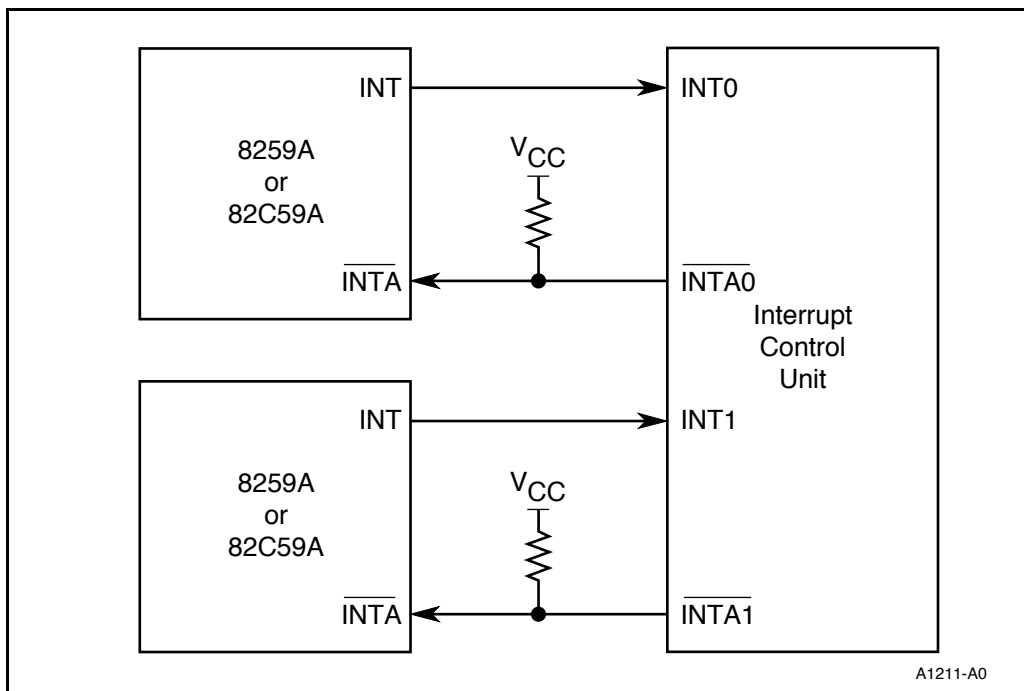 INT
INT0
8259A
or
82C59A
VCC
INTA
INTA0
Interrupt
Control
Unit
INT
INT1
8259A
or
82C59A
VCC
INTA
INTA1
A1211-A0